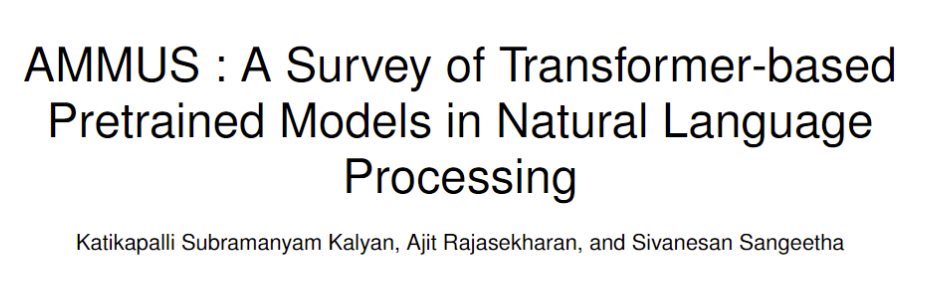 AMMUS : A Survey of Transformer-based
Pretrained Models in Natural Language
Processing
Katikapalli Subramanyam Kalyan, Ajit Rajasekharan, and Sivanesan Sangeetha